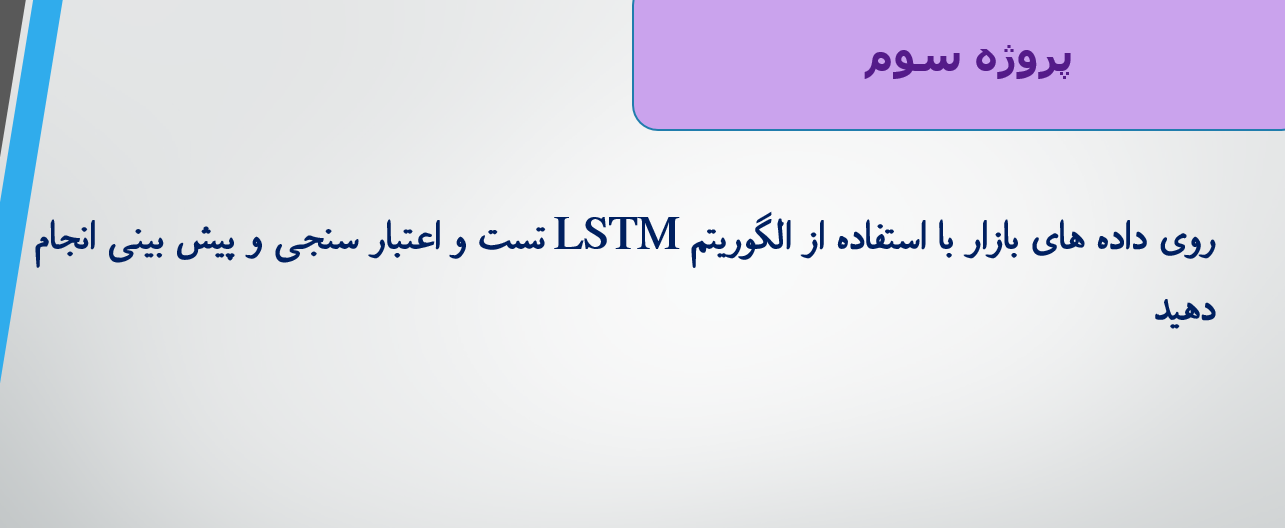 پروژه سوم
روی داده های بازار با استفاده از الگوریتم LSTM تست و اعتبار سنجی و پیش بینی انجام
دهید